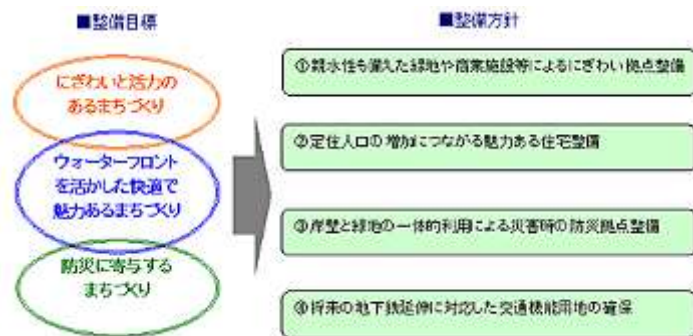 ■整備目標
にぎわいと活力の
あるまちづくり
ウォーターフロント
を活かした快適で
魅力あるまちづくり
防災に寄与する
まちづくり
■整備方針
①親水性も備えた緑地や商業施設等によるにぎわい拠点整備
②定住人口の増加につながる魅力ある住宅整備
③岸壁と緑地の一体的利用による災害時の防災拠点整備
④将来の地下鉄延伸に対応した交通機能用地の確保